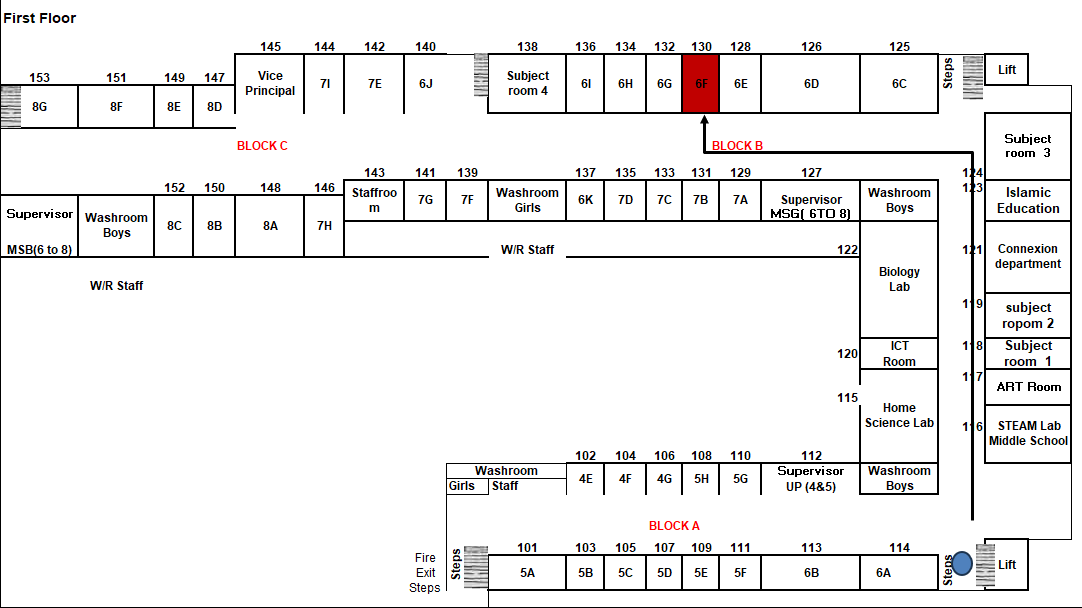 First Floor
145 144 142 140 138 136 134 132 130 128 126 125
153 151 149 147
Vice
Principal
7I 7E 6J
Subject
room 4
6I 6H 6G 6F 6E 6D 6C
Steps
Lift
8G 8F 8E 8D
BLOCK C
BLOCK B
Subject
room 3
143 141 139 137 135 133 131 129 127
124
152 150 148 146
123
Staffroo
m
7G 7F
Washroom
Girls
6K 7D 7C 7B 7A
Supervisor
MSG( 6TO 8)
Washroom
Boys
Islamic
Education
Supervisor
MSB(6 to 8)
Washroom
Boys
8C 8B 8A 7H
W/R Staff
122
121
Connexion
department
W/R Staff
Biology
Lab
119
subject
ropom 2
120
ICT
Room
118
Subject
room 1
117
ART Room
115
Home
Science Lab
116
STEAM Lab
Middle School
102 104 106 108 110 112
Washroom
Girls Staff
4E 4F 4G 5H 5G
Supervisor
UP (4&5)
Washroom
Boys
BLOCK A
101 103 105 107 109 111 113 114
Fire
Exit
Steps
Steps
5A 5B 5C 5D 5E 5F 6B 6A
Steps
Lift